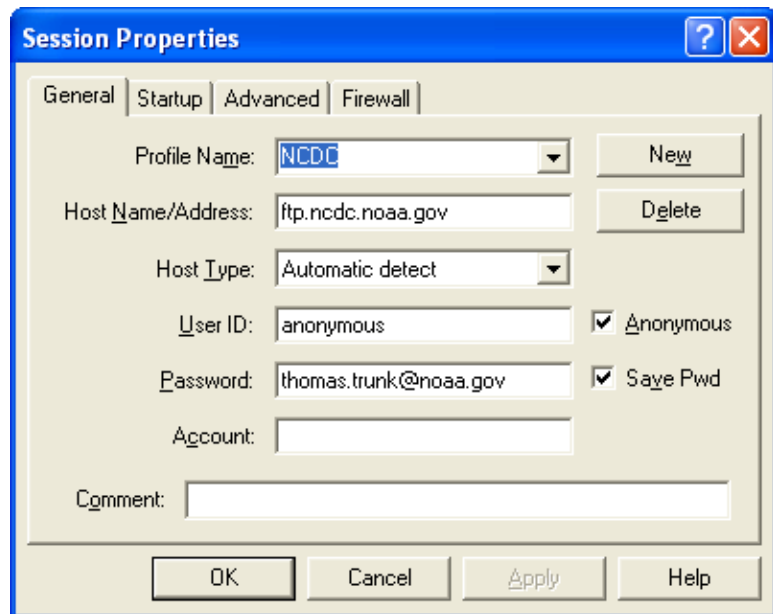 Session Properties
General Startup Advanced Firewall
Profile Name: NCDC New
Host Name/Address: ftp.ncdc.noaa.gov Delete
Host Type: Automatic detect
User ID: anonymous Anonymous
Password: thomas.trunk@noaa.gov Save Pwd
Account:
Comment:
OK Cancel Apply Help